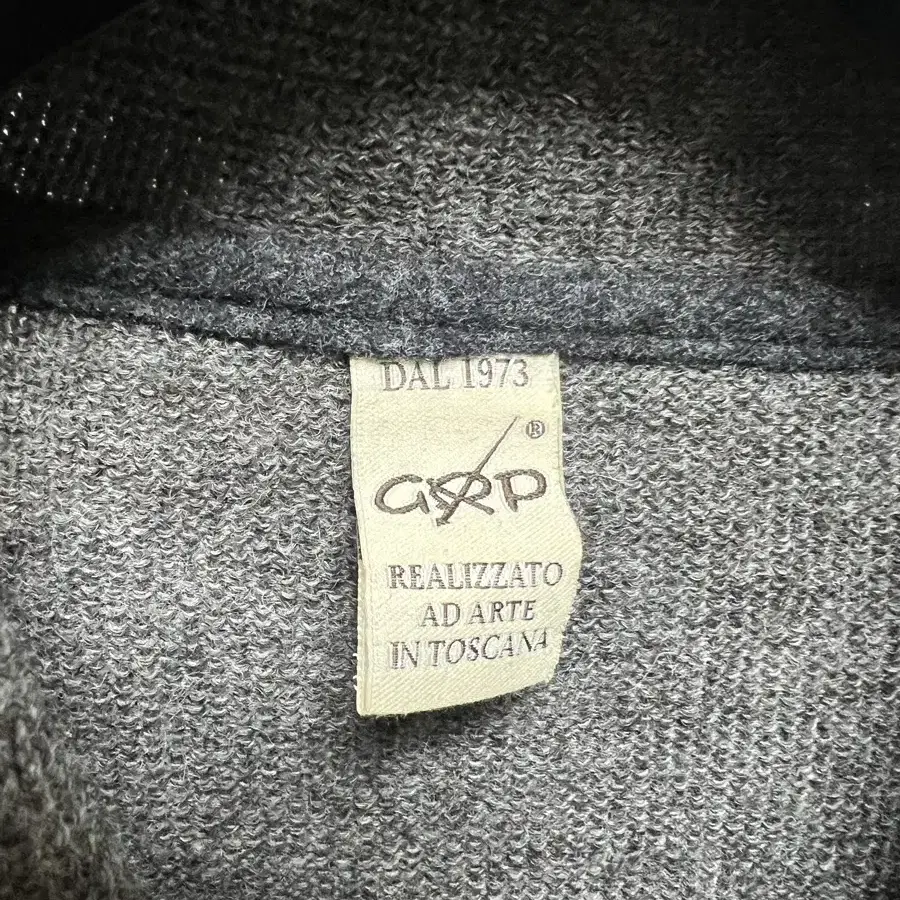 DAL 1973
GRP®
REALIZZATO
AD ARTE
IN TOSCANA